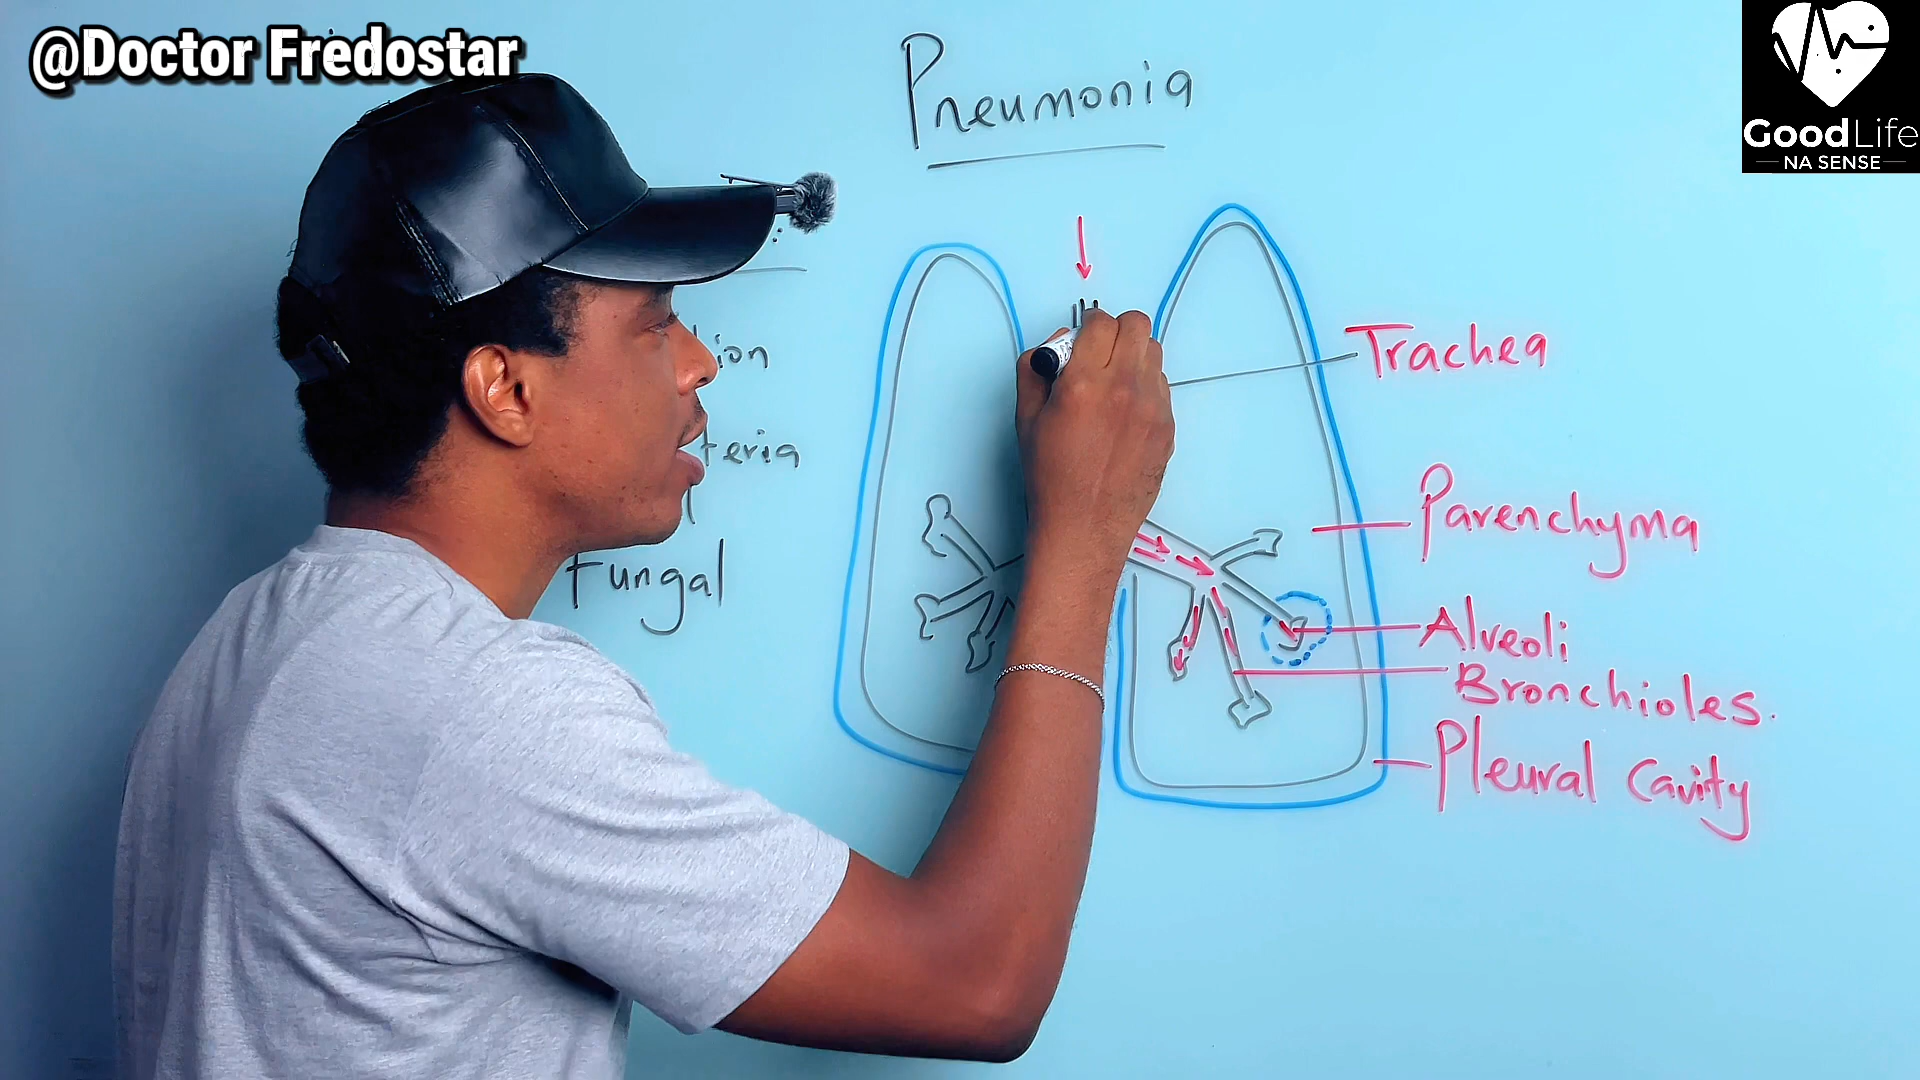 @Doctor Fredostar
GoodLife
NA SENSE
Pneumonia
Fungal
Trachea
Parenchyma
Alveoli
Bronchioles.
Pleural Cavity